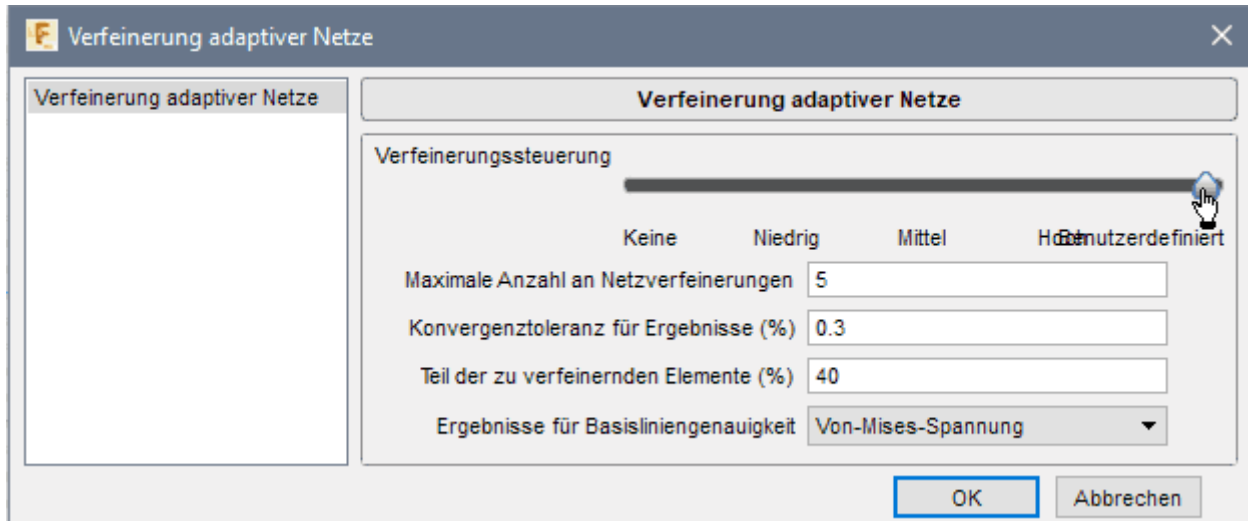 Verfeinerung adaptiver Netze
Verfeinerung adaptiver Netze
Verfeinerung adaptiver Netze
Verfeinerungssteuerung
Keine Niedrig Mittel Hoch Benutzerdefiniert
Maximale Anzahl an Netzverfeinerungen 5
Konvergenztoleranz für Ergebnisse (%) 0.3
Teil der zu verfeinernden Elemente (%) 40
Ergebnisse für Basisliniengenauigkeit Von-Mises-Spannung
OK Abbrechen